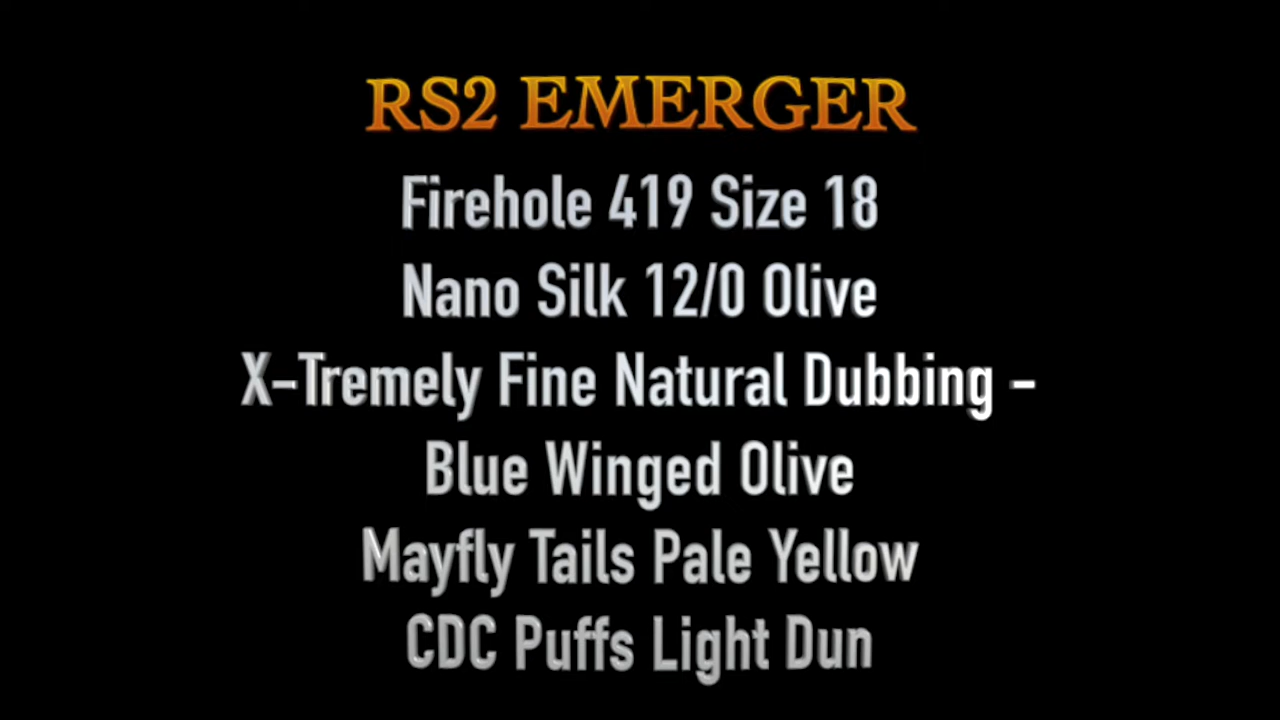 RS2 EMERGER
Firehole 419 Size 18
Nano Silk 12/0 Olive
X-Tremely Fine Natural Dubbing -
Blue Winged Olive
Mayfly Tails Pale Yellow
CDC Puffs Light Dun